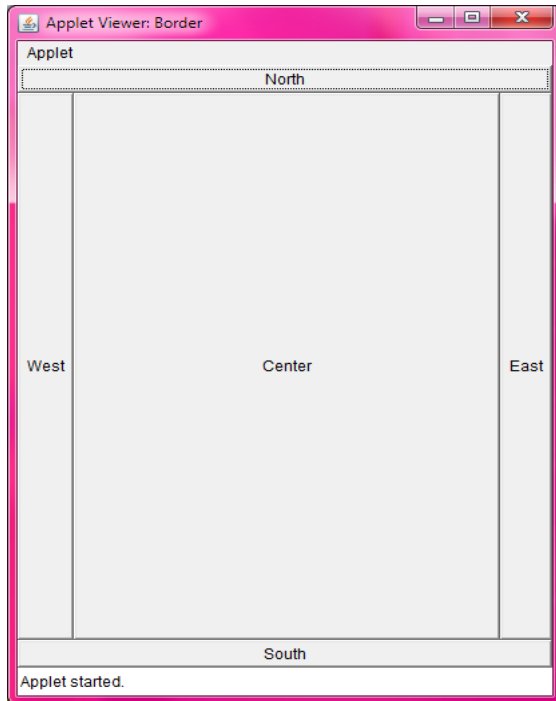 Applet Viewer: Border
Applet
North
West Center East
South
Applet started.